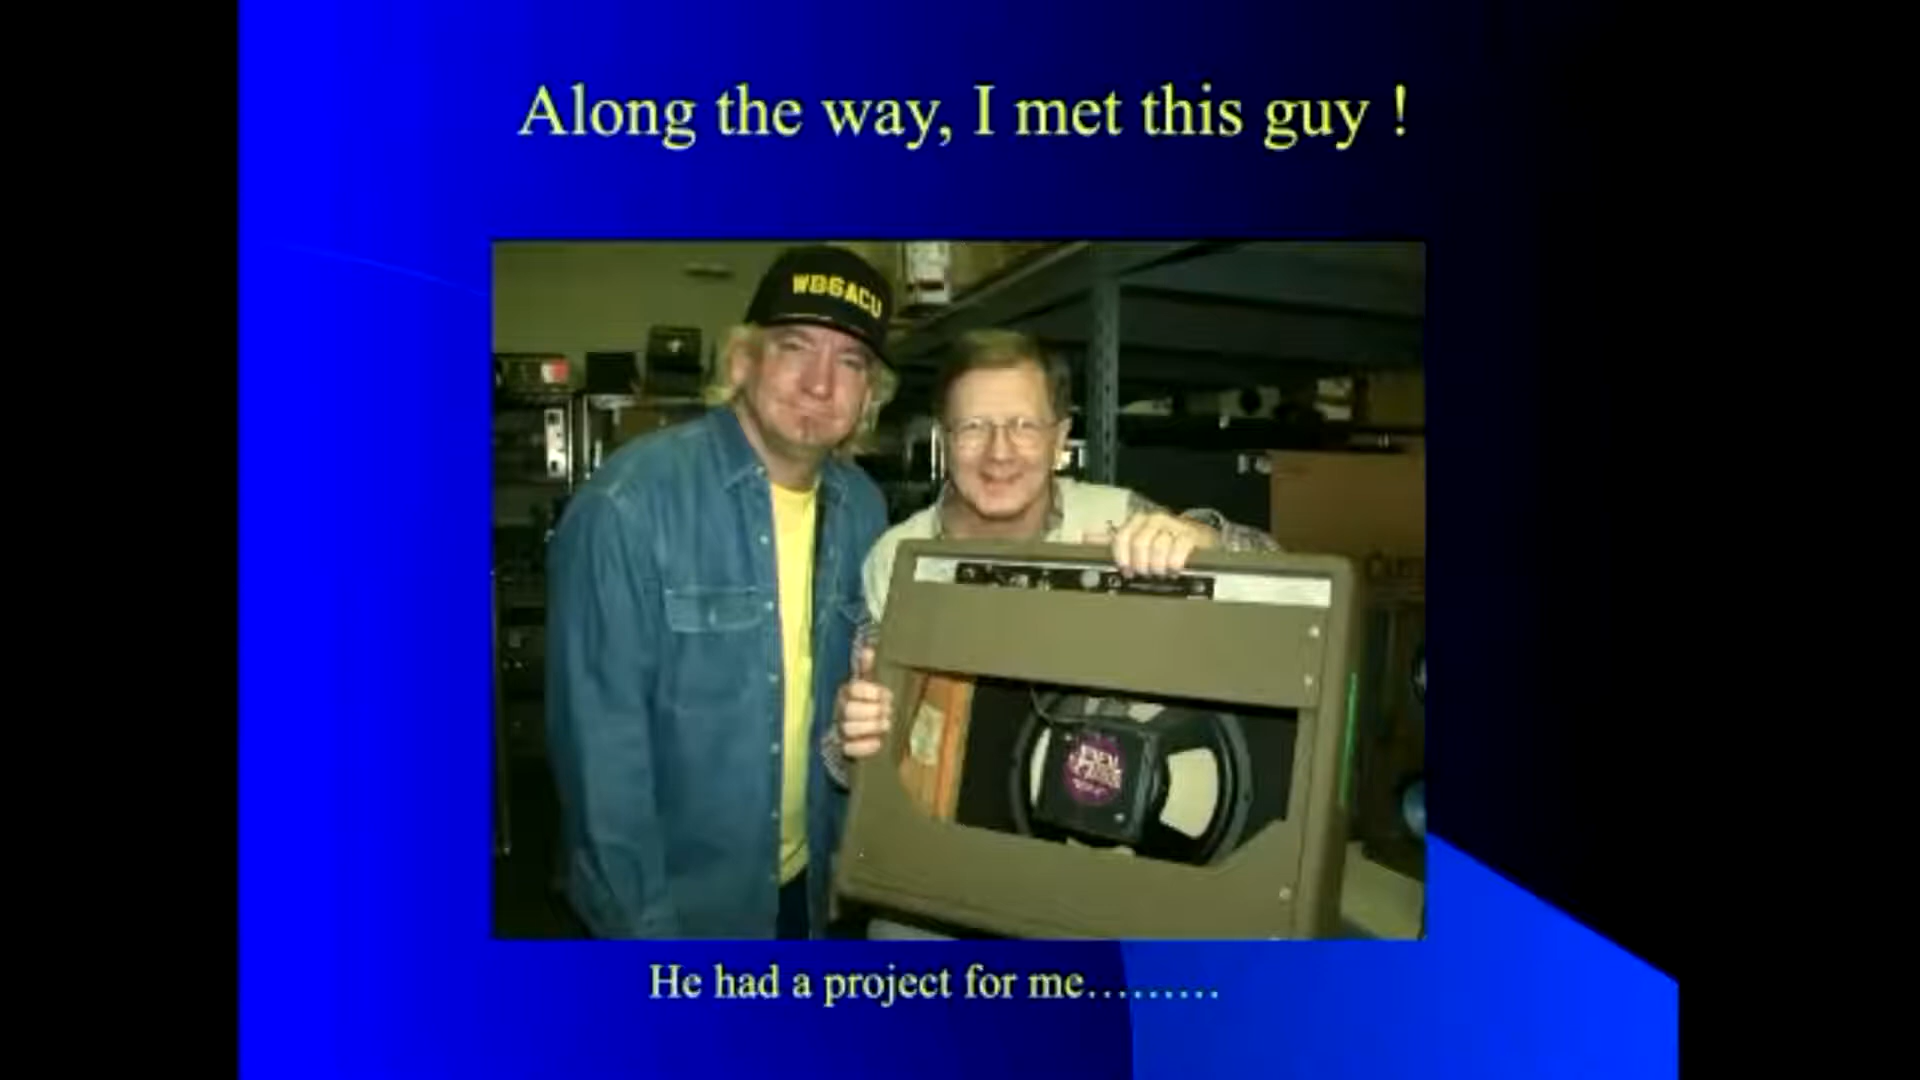 Along the way, I met this guy !
WB6ACU
He had a project for me.........